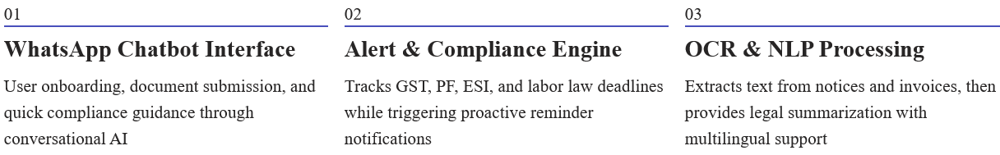 01
WhatsApp Chatbot Interface
User onboarding, document submission, and
quick compliance guidance through
conversational AI
02
Alert & Compliance Engine
Tracks GST, PF, ESI, and labor law deadlines
while triggering proactive reminder
notifications
03
OCR & NLP Processing
Extracts text from notices and invoices, then
provides legal summarization with
multilingual support